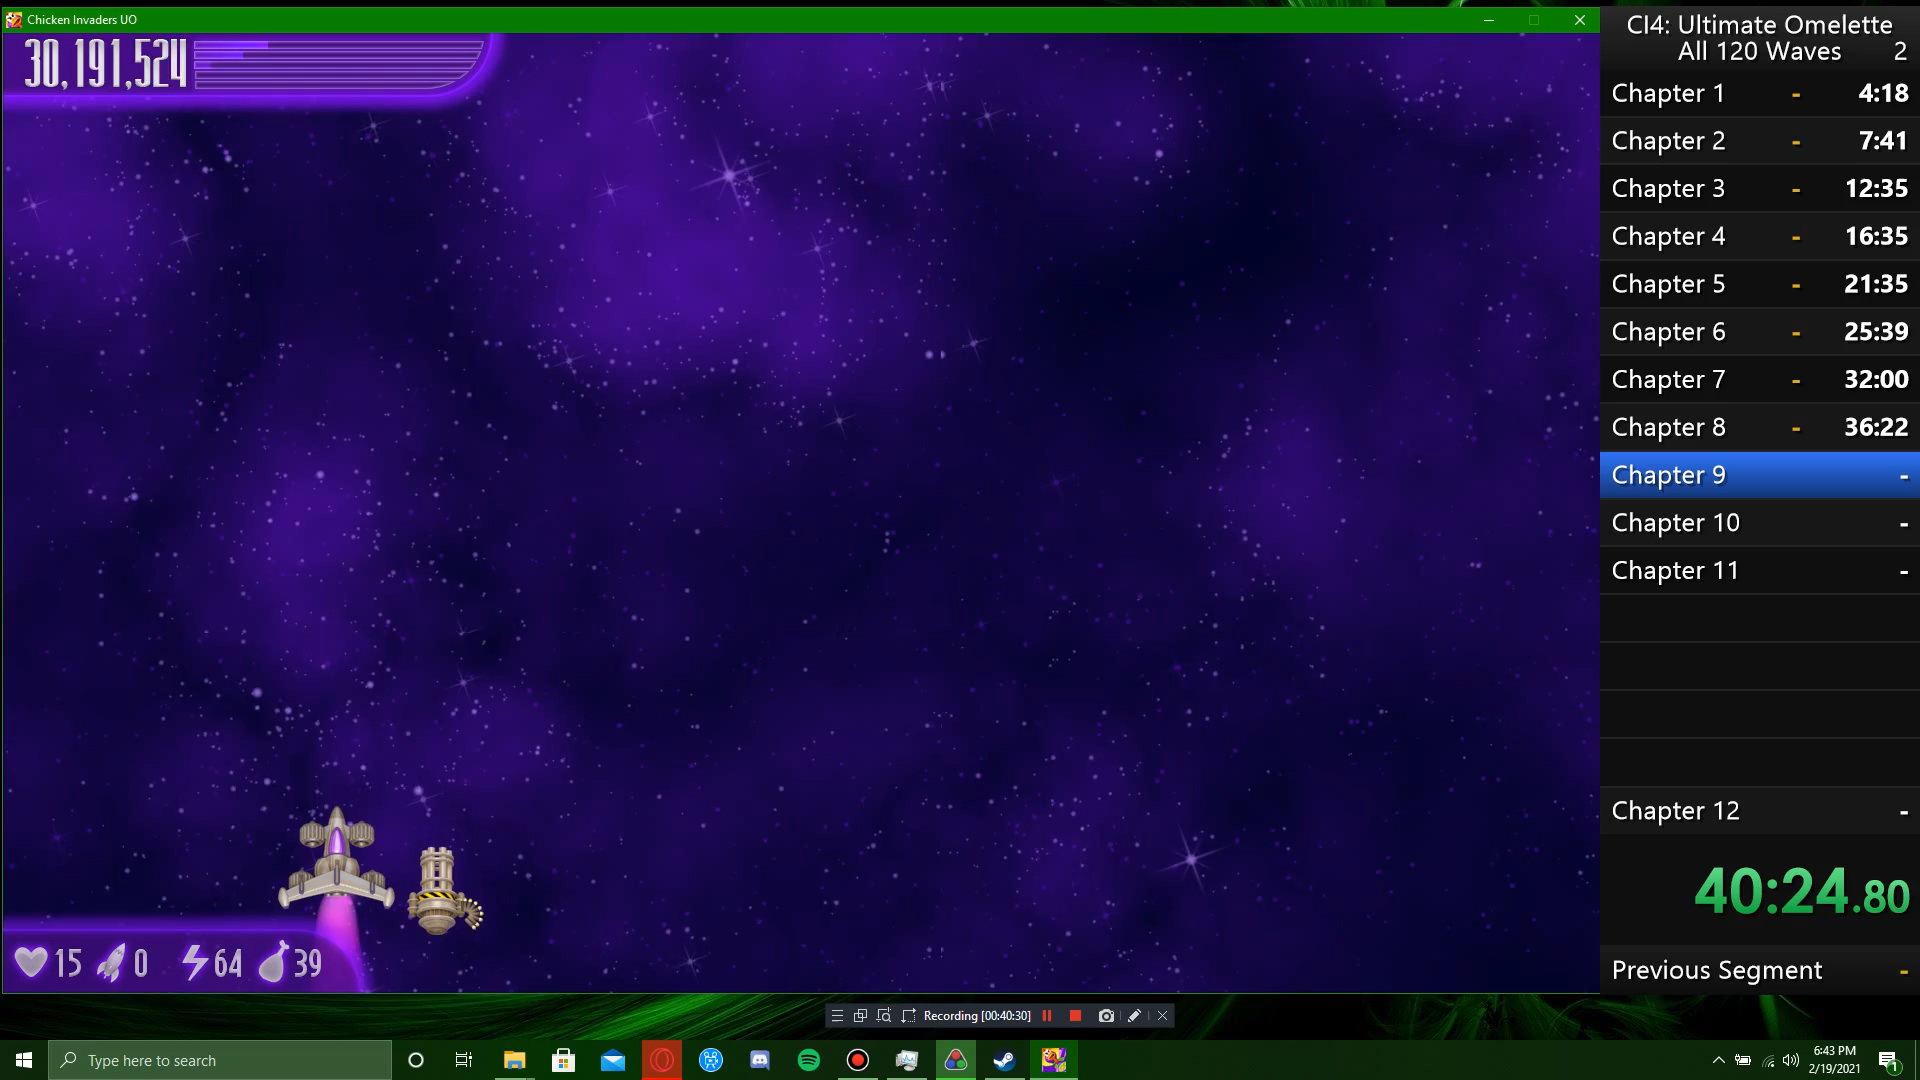 Chicken Invaders UO
30,191,524
15 0 64 39
CI4: Ultimate Omelette
All 120 Waves 2
Chapter 1 - 4:18
Chapter 2 - 7:41
Chapter 3 - 12:35
Chapter 4 - 16:35
Chapter 5 - 21:35
Chapter 6 - 25:39
Chapter 7 - 32:00
Chapter 8 - 36:22
Chapter 9 -
Chapter 10 -
Chapter 11 -
Chapter 12 -
40:24.80
Previous Segment -
Recording [00:40:30]
Type here to search
6:43 PM
2/19/2021
1